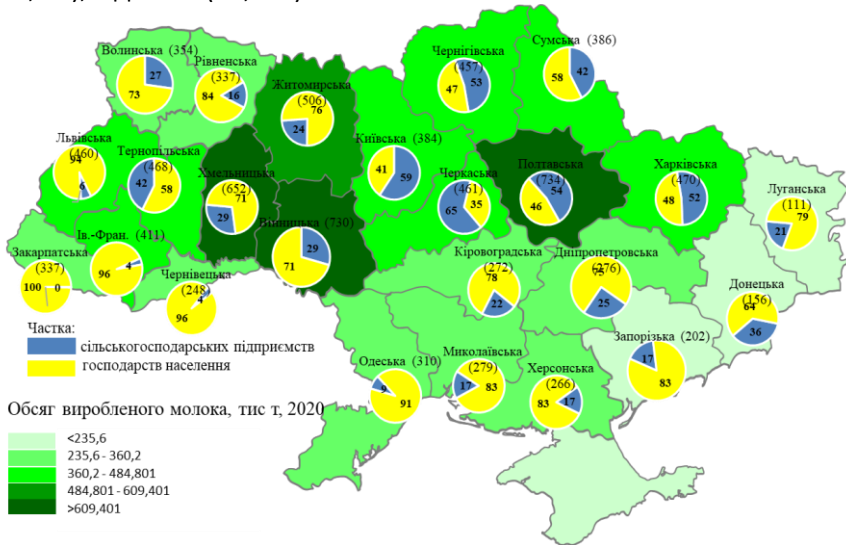 Волинська (354)
27
73
Рівненська
(337)
84
16
Житомирська
(506)
76
24
Чернігівська
(457)
47
53
Сумська (386)
58
42
Львівська
(460)
94
6
Тернопільська
(468)
42
58
Хмельницька
(652)
71
29
Київська (384)
41
59
Черкаська
(461)
65
35
Полтавська
(734)
54
46
Харківська
(470)
48
52
Луганська
(111)
79
21
Закарпатська
(337)
100
0
Ів.-Фран. (411)
96
4
Чернівецька
(248)
4
96
Вінницька (730)
29
71
Кіровоградська
(272)
78
22
Дніпропетровська
(276)
75
25
Донецька
(156)
64
36
Запорізька (202)
17
83
Одеська (310)
9
91
Миколаївська
(279)
17
83
Херсонська
(266)
83
17
Частка:
сільськогосподарських підприємств
господарств населення
Обсяг виробленого молока, тис т, 2020
<235,6
235,6 - 360,2
360,2 - 484,801
484,801 - 609,401
>609,401